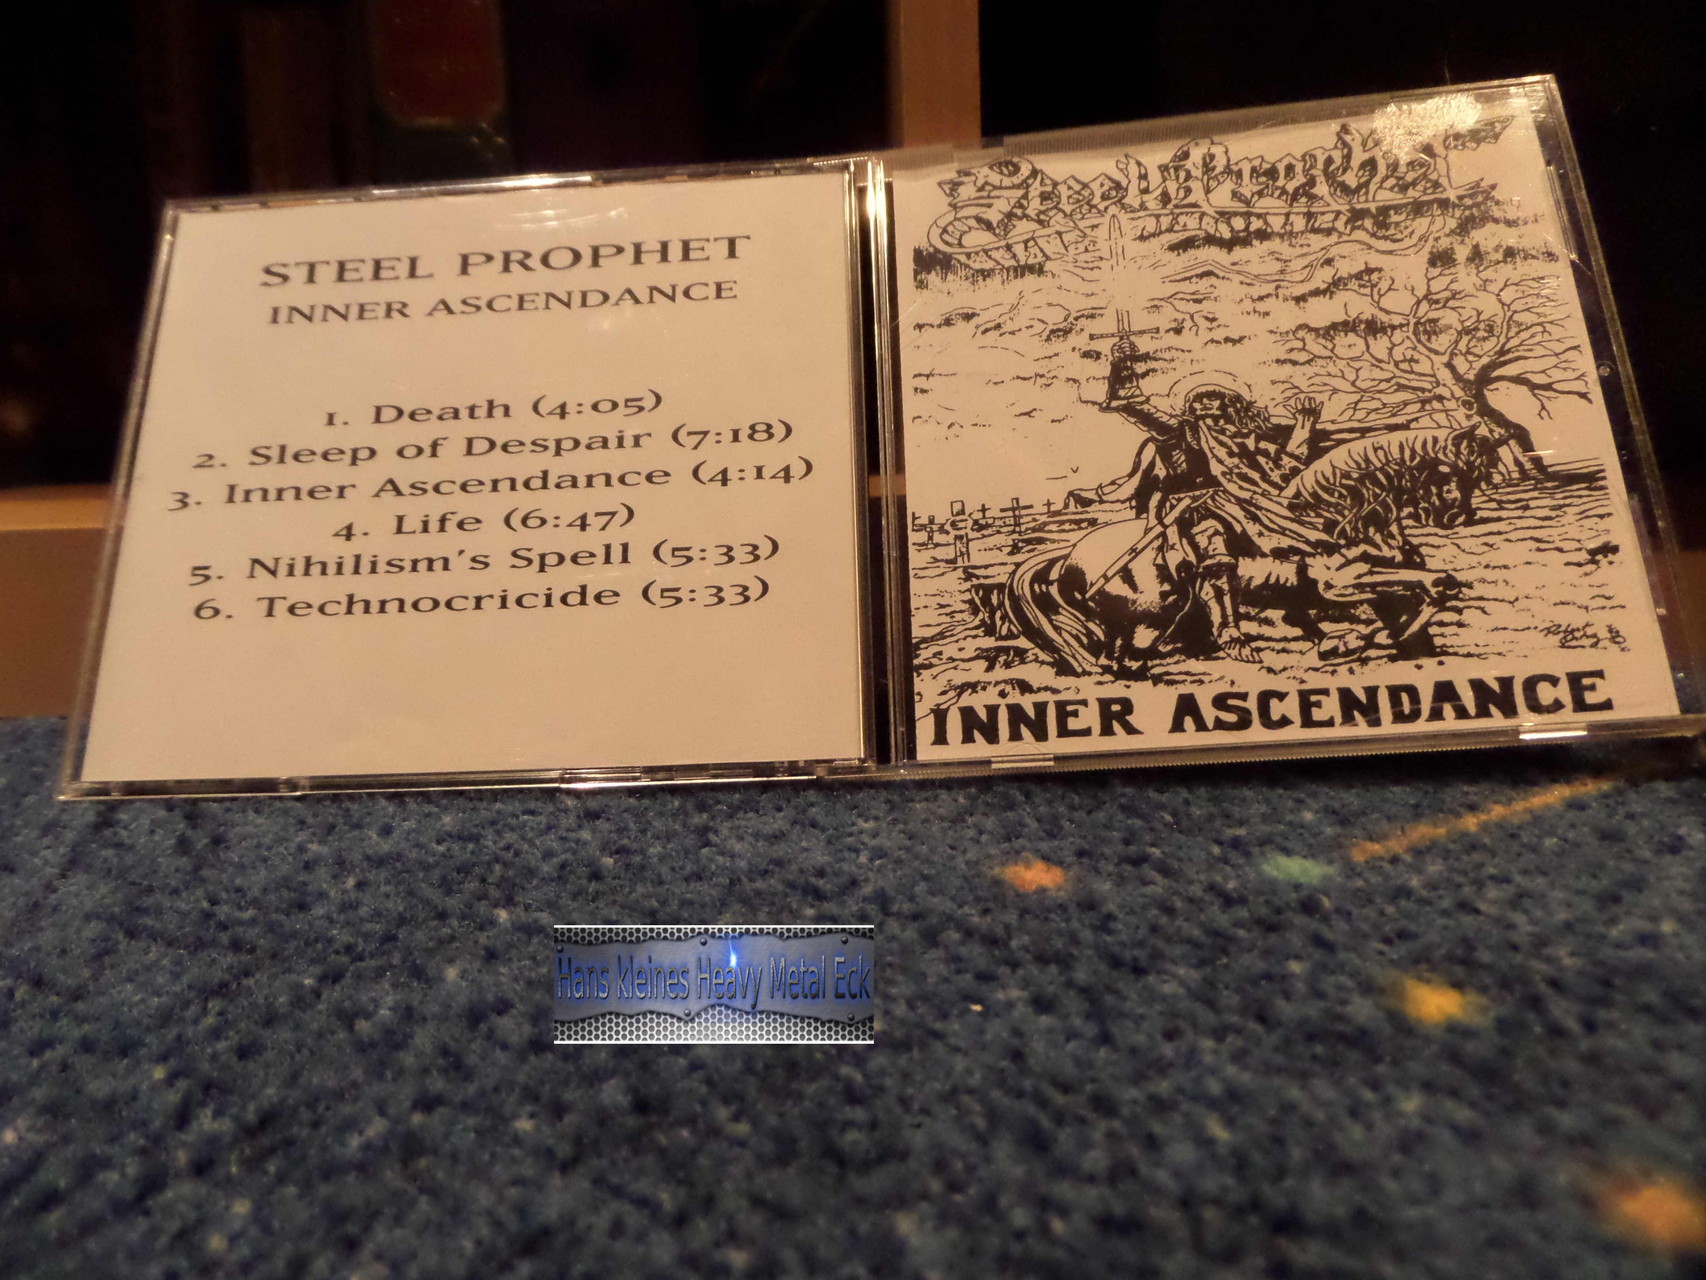 STEEL PROPHET
INNER ASCENDANCE
1. Death (4:05)
2. Sleep of Despair (7:18)
3. Inner Ascendance (4:14)
4. Life (6:47)
5. Nihilism's Spell (5:33)
6. Technocricide (5:33)
Steel Prophet
INNER ASCENDANCE
Hans kleines Heavy Metal Eck